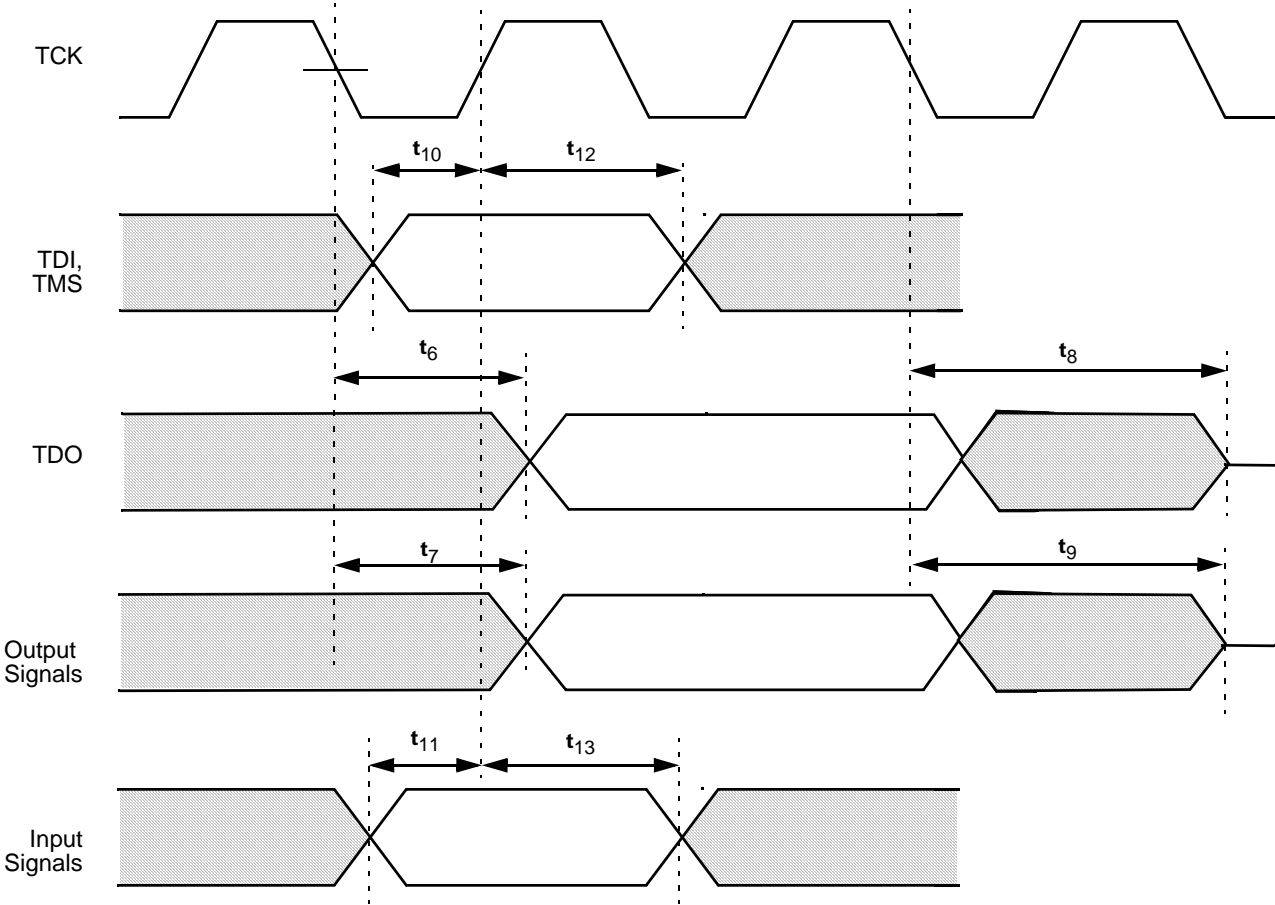 TCK
t10
t12
TDI,
TMS
t6
t8
TDO
t7
t9
Output
Signals
t11
t13
Input
Signals